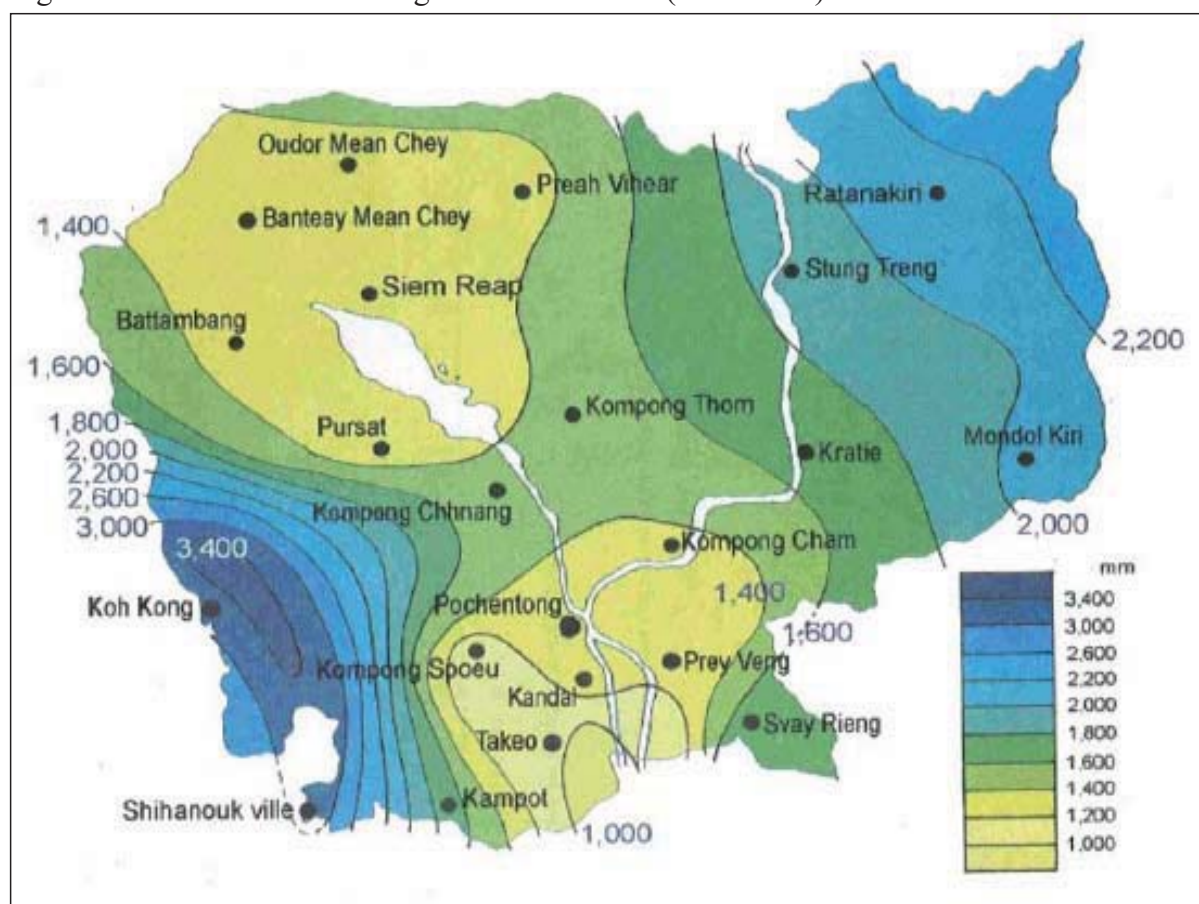 Oudor Mean Chey
Preah Vihear
Ratanakiri
Banteay Mean Chey
1,400
Stung Treng
Siem Reap
Battambang
2,200
1,600
Kompong Thom
1,800
Pursat
Kratie
Mondol Kiri
2,000
2,200
2,600
Kompong Chhnang
3,000
2,000
3,400
Kompong Cham
mm
1,400
3,400
Koh Kong
Pochentong
3,000
1,600
2,600
Kompong Spoeu
Prey Veng
2,200
Kandal
2,000
Svay Rieng
1,800
Takeo
1,600
1,400
Kampot
Shihanouk ville
1,200
1,000
1,000